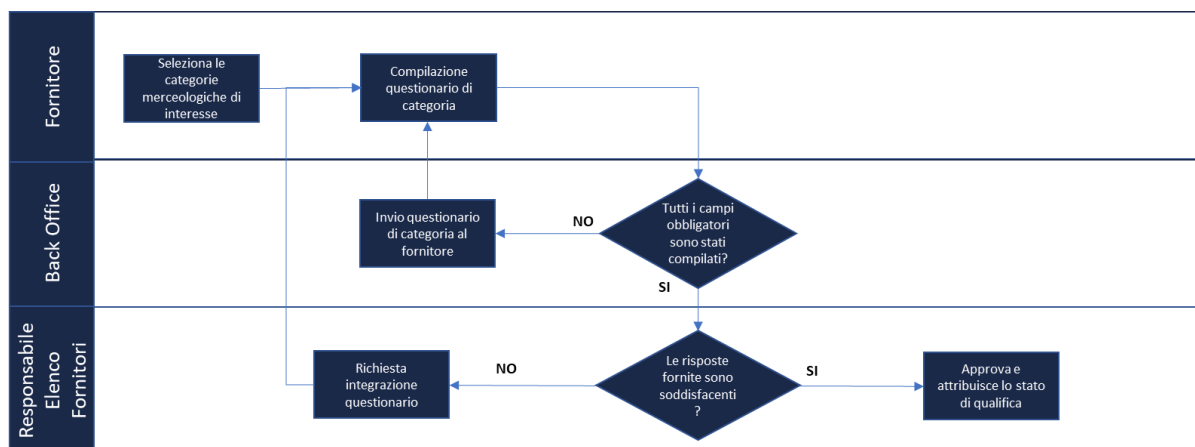 Fornitore
Seleziona le
categorie
merceologiche di
interesse
Compilazione
questionario di
categoria
Back Office
Invio questionario
di categoria al
fornitore
NO
Tutti i campi
obbligatori
sono stati
compilati?
SI
Responsabile
Elenco
Fornitori
Richiesta
integrazione
questionario
NO
Le risposte
fornite sono
soddisfacenti
?
SI
Approva e
attribuisce lo stato
di qualifica